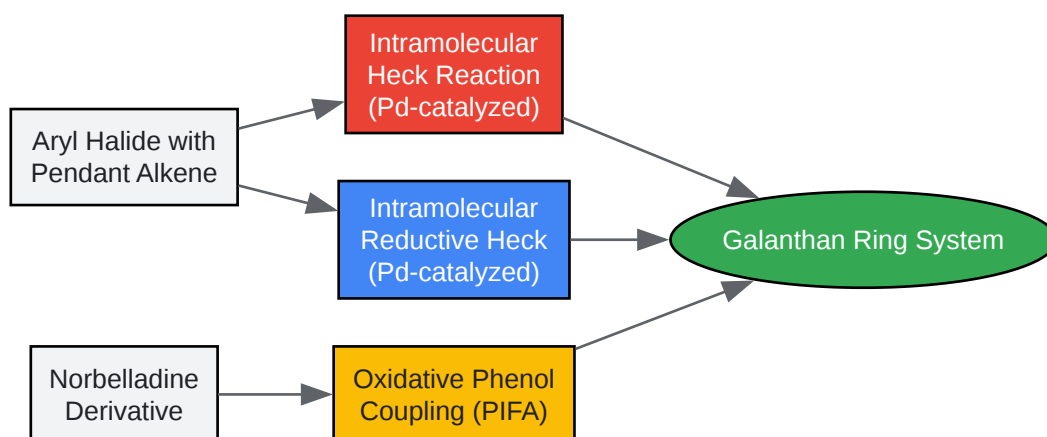 Intramolecular
Heck Reaction
(Pd-catalyzed)
Aryl Halide with
Pendant Alkene
Intramolecular
Reductive Heck
(Pd-catalyzed)
Galanthan Ring System
Norbelladine
Derivative
Oxidative Phenol
Coupling (PIFA)